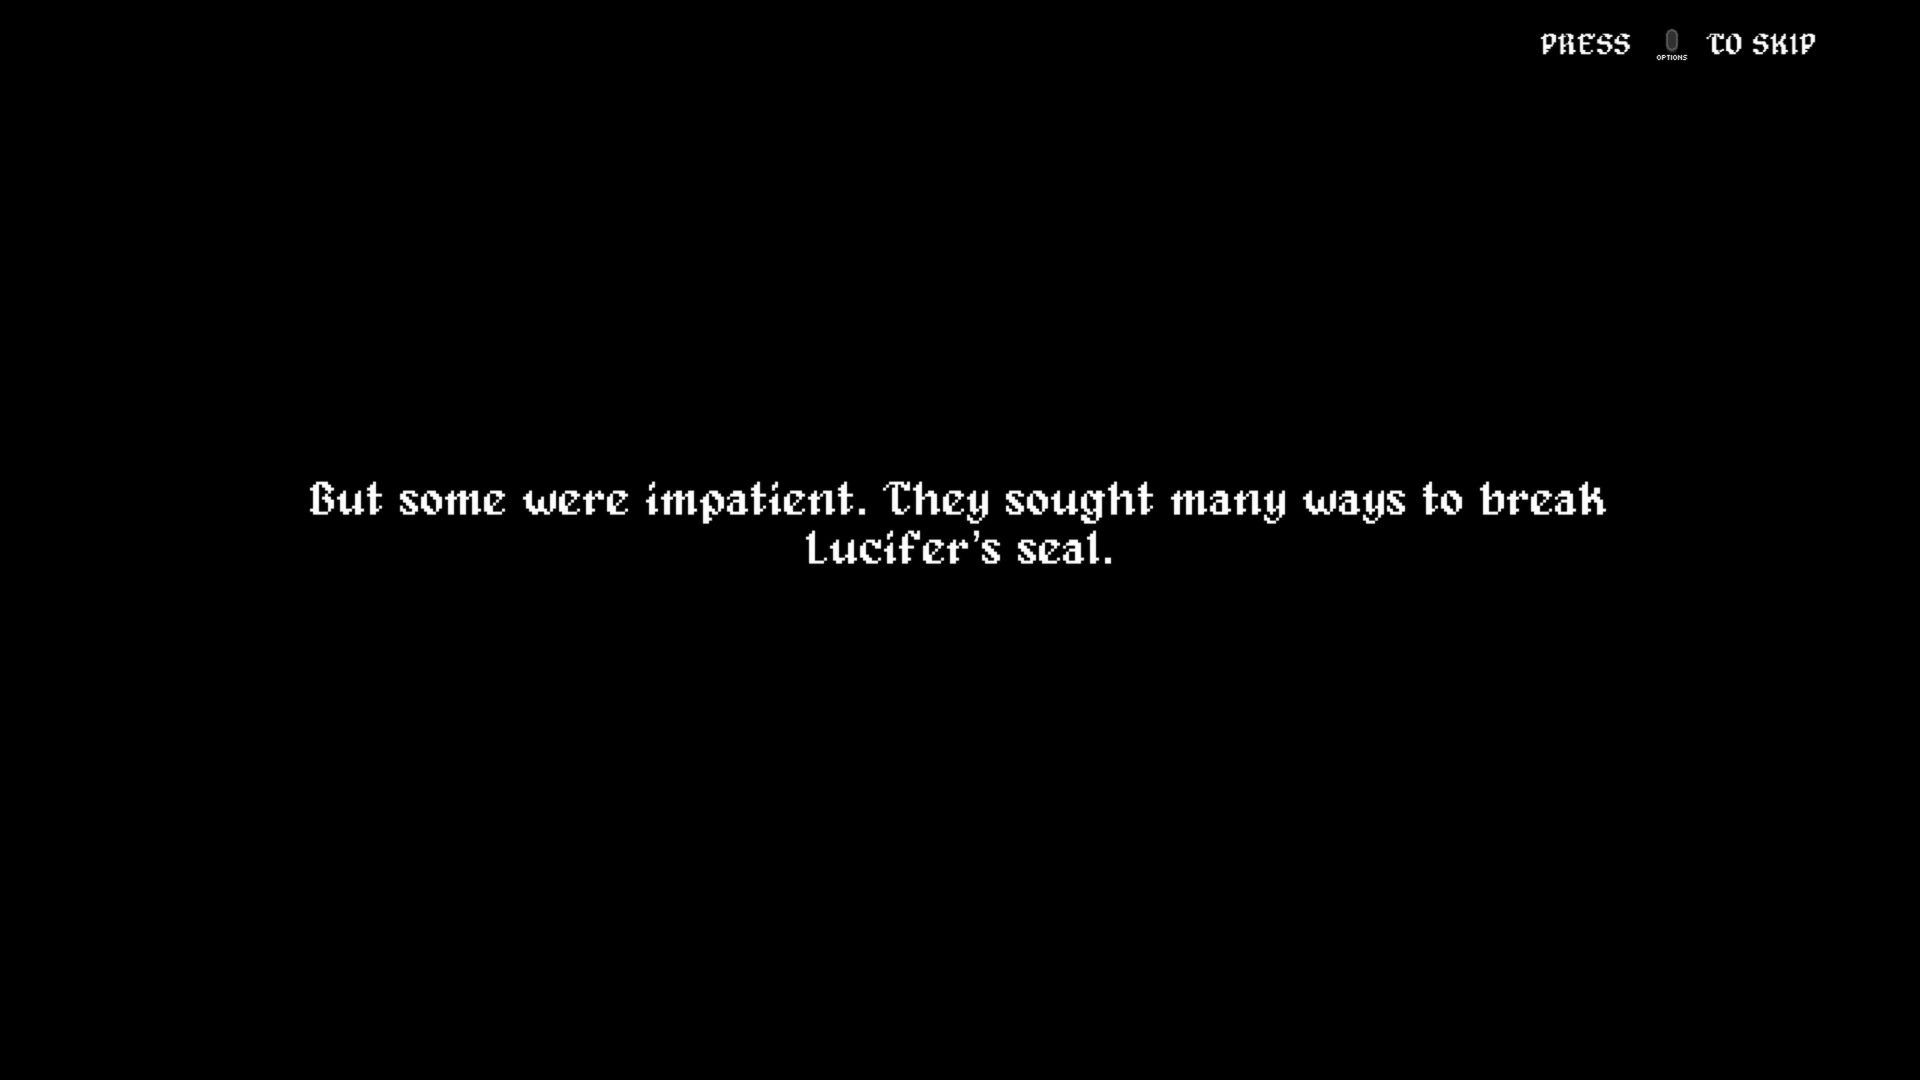 PRESS OPTIONS TO SKIP
But some were impatient. They sought many ways to break
Lucifer's seal.